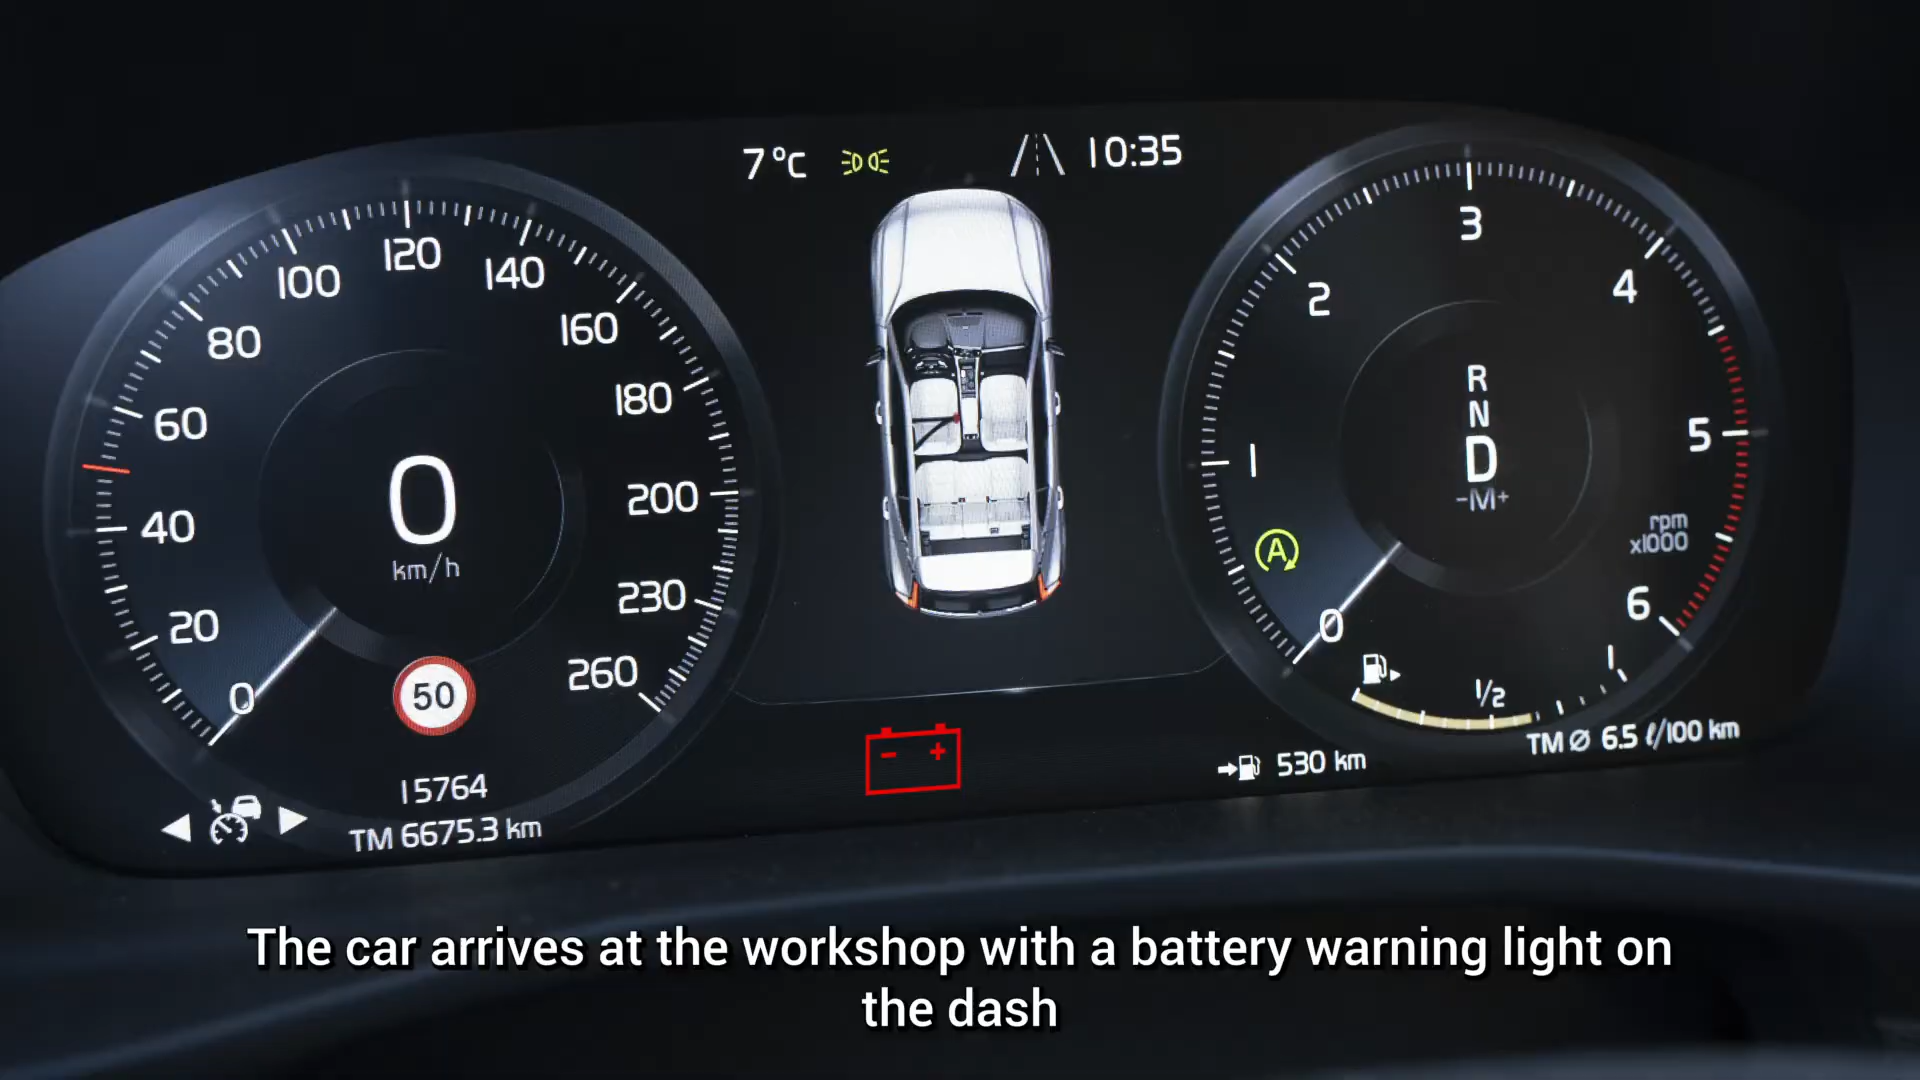 7°C
10:35
0
20
40
60
80
100
120
140
160
180
200
230
260
0
km/h
50
15764
TM 6675.3 km
- +
0
1
2
3
4
5
6
R
N
D
-M+
rpm
x1000
A
1/2
1
530 km
TM Ø 6.5 ℓ/100 km
The car arrives at the workshop with a battery warning light on
the dash